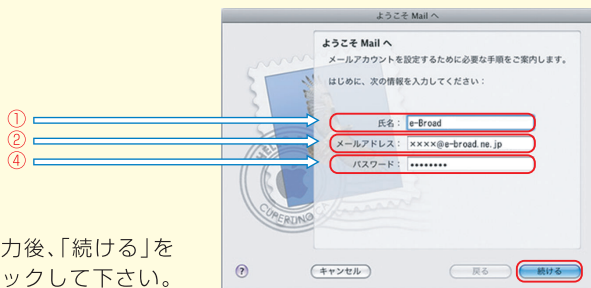 ようこそ Mail へ
ようこそ Mail へ
メールアカウントを設定するために必要な手順をご案内します。
はじめに、次の情報を入力してください：
① 氏名： e-Broad
② メールアドレス： ××××@e-broad.ne.jp
④ パスワード： ••••••••
CUPERTINO
力後、「続ける」を
ックして下さい。
? キャンセル 戻る 続ける